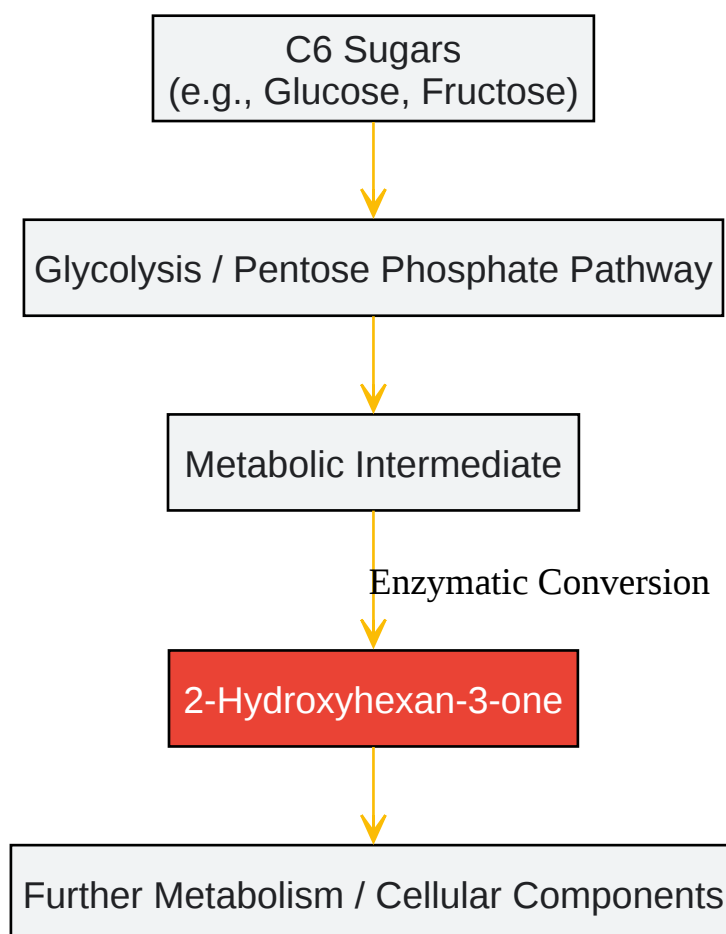 C6 Sugars
(e.g., Glucose, Fructose)
Glycolysis / Pentose Phosphate Pathway
Metabolic Intermediate
Enzymatic Conversion
2-Hydroxyhexan-3-one
Further Metabolism / Cellular Components